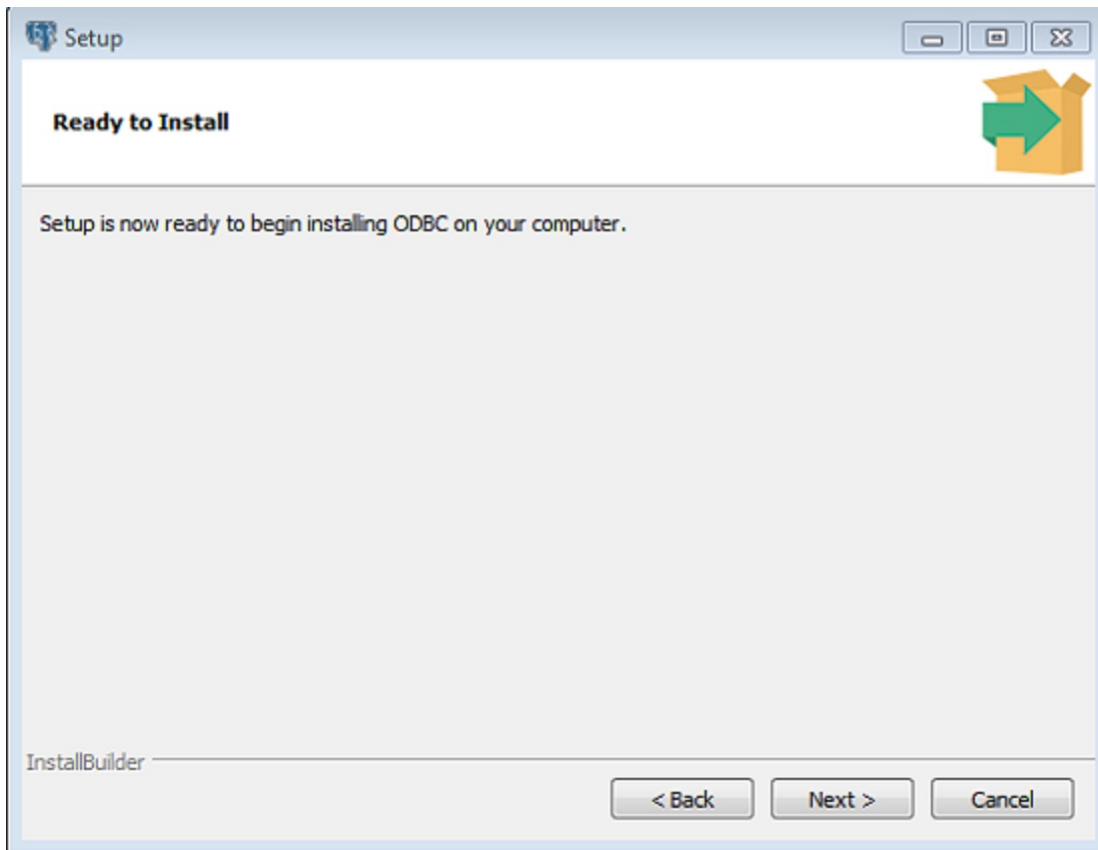 Setup
Ready to Install
Setup is now ready to begin installing ODBC on your computer.
InstallBuilder
< Back
Next >
Cancel